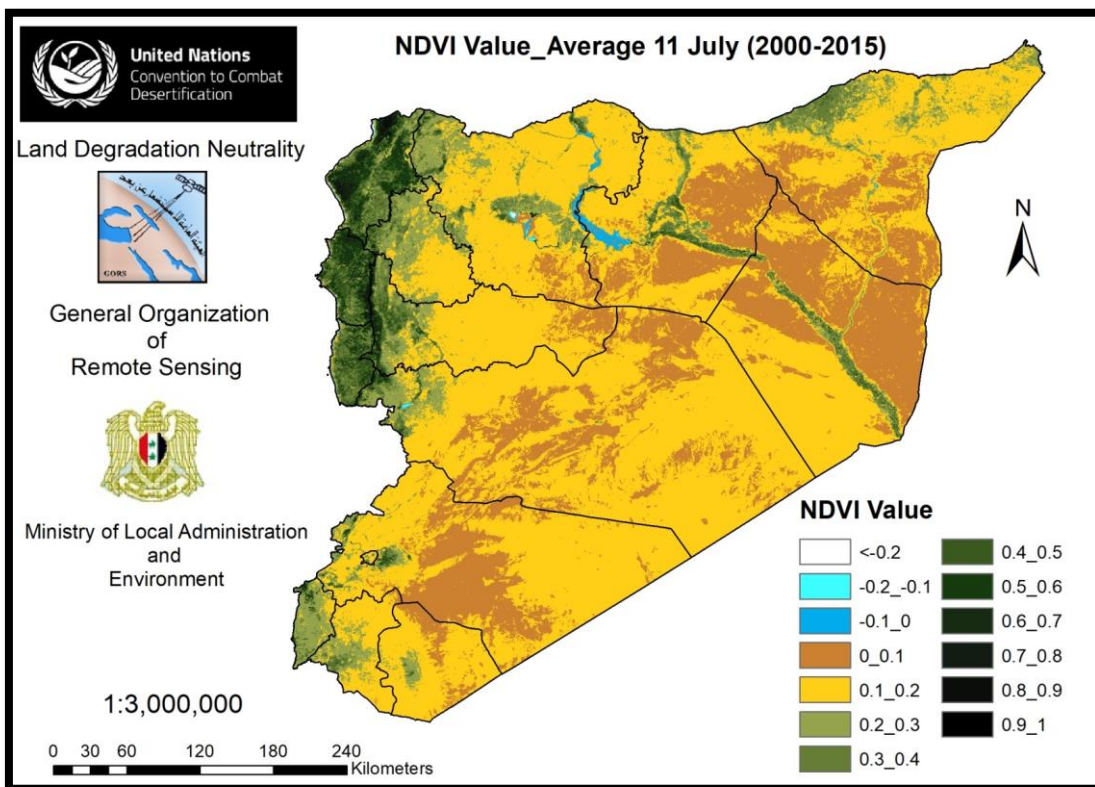 United Nations
Convention to Combat
Desertification
NDVI Value_Average 11 July (2000-2015)
Land Degradation Neutrality
GORS
General Organization
of
Remote Sensing
Ministry of Local Administration
and
Environment
1:3,000,000
0 30 60 120 180 240
Kilometers
N
NDVI Value
<-0.2
-0.2_-0.1
-0.1_0
0_0.1
0.1_0.2
0.2_0.3
0.3_0.4
0.4_0.5
0.5_0.6
0.6_0.7
0.7_0.8
0.8_0.9
0.9_1